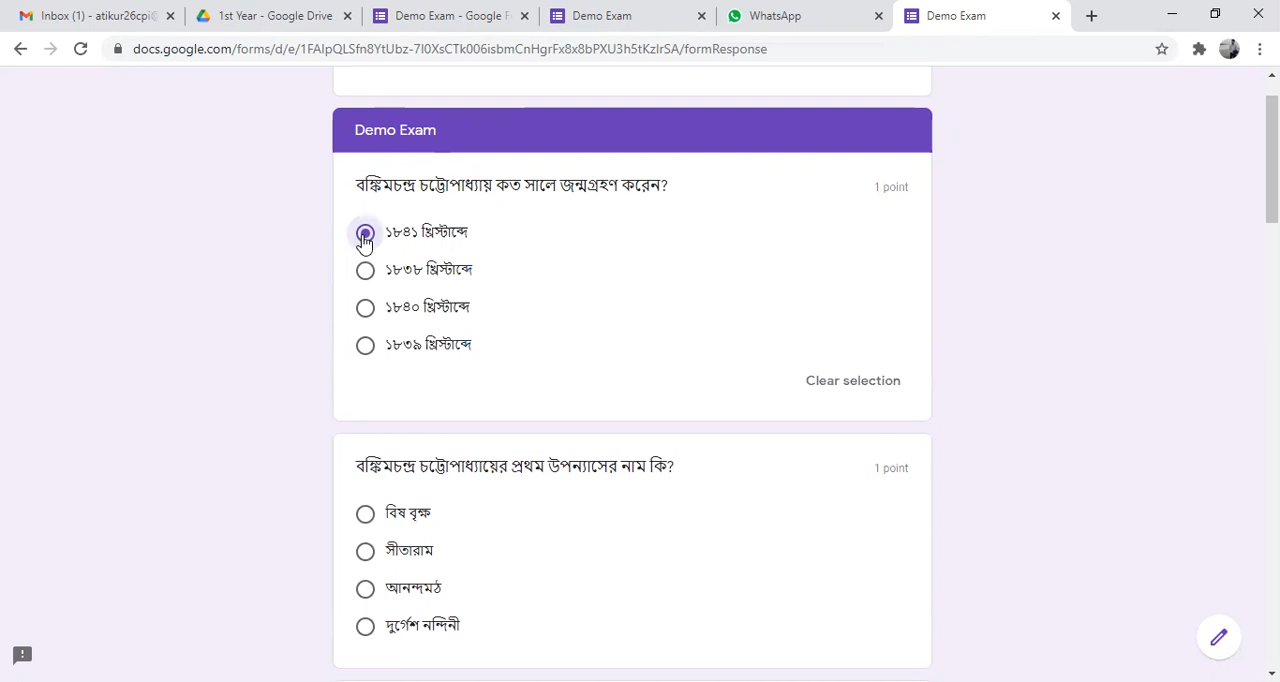 Inbox (1) - atikur26cpi@
1st Year - Google Drive
Demo Exam - Google F
Demo Exam
WhatsApp
Demo Exam
docs.google.com/forms/d/e/1FAIpQLSfn8YtUbz-7I0XsCTk006isbmCnHgrFx8x8bPXU3h5tKzIrSA/formResponse
Demo Exam
বঙ্কিমচন্দ্র চট্টোপাধ্যায় কত সালে জন্মগ্রহণ করেন?
1 point
১৮৪১ খ্রিস্টাব্দে
১৮৩৮ খ্রিস্টাব্দে
১৮৪০ খ্রিস্টাব্দে
১৮৩৯ খ্রিস্টাব্দে
Clear selection
বঙ্কিমচন্দ্র চট্টোপাধ্যায়ের প্রথম উপন্যাসের নাম কি?
1 point
বিষ বৃক্ষ
সীতারাম
আনন্দমঠ
দুর্গেশ নন্দিনী